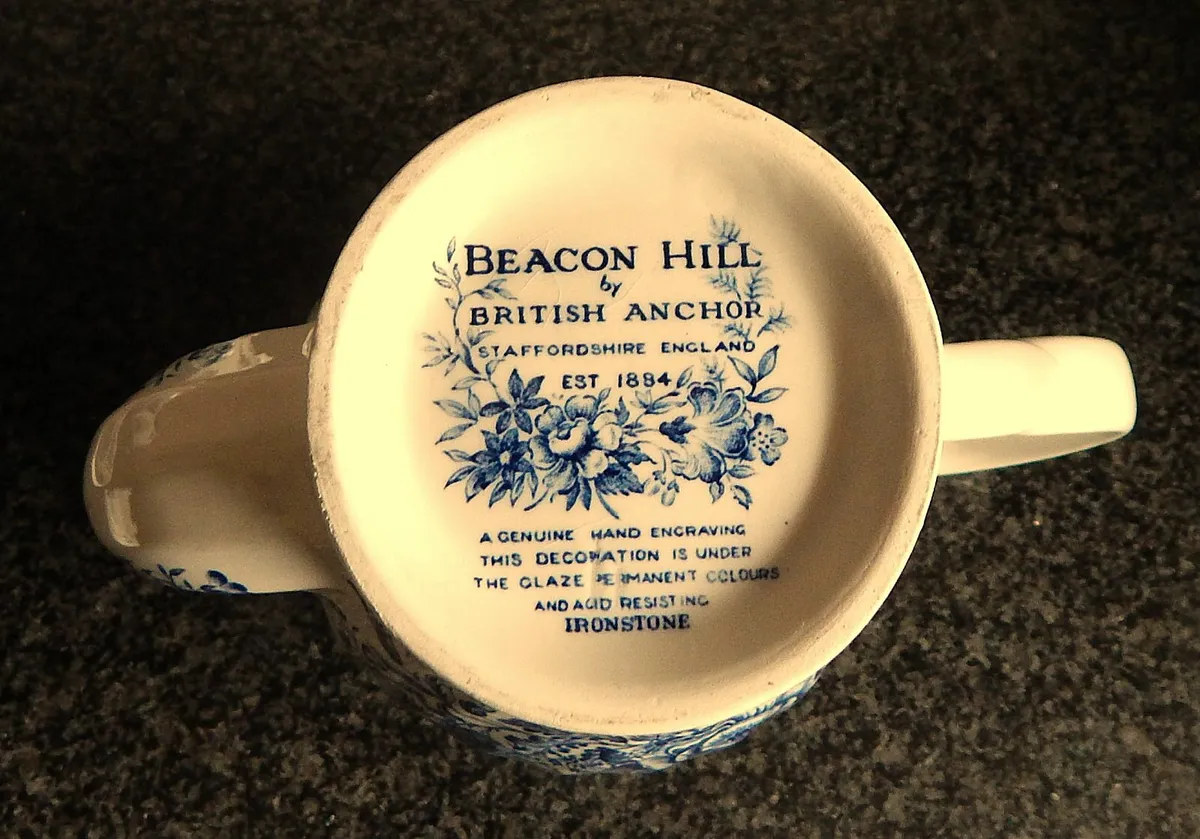 BEACON HILL
by
BRITISH ANCHOR
STAFFORDSHIRE ENGLAND
EST 1884
A GENUINE HAND ENGRAVING
THIS DECORATION IS UNDER
THE GLAZE PERMANENT COLOURS
AND ACID RESISTING
IRONSTONE